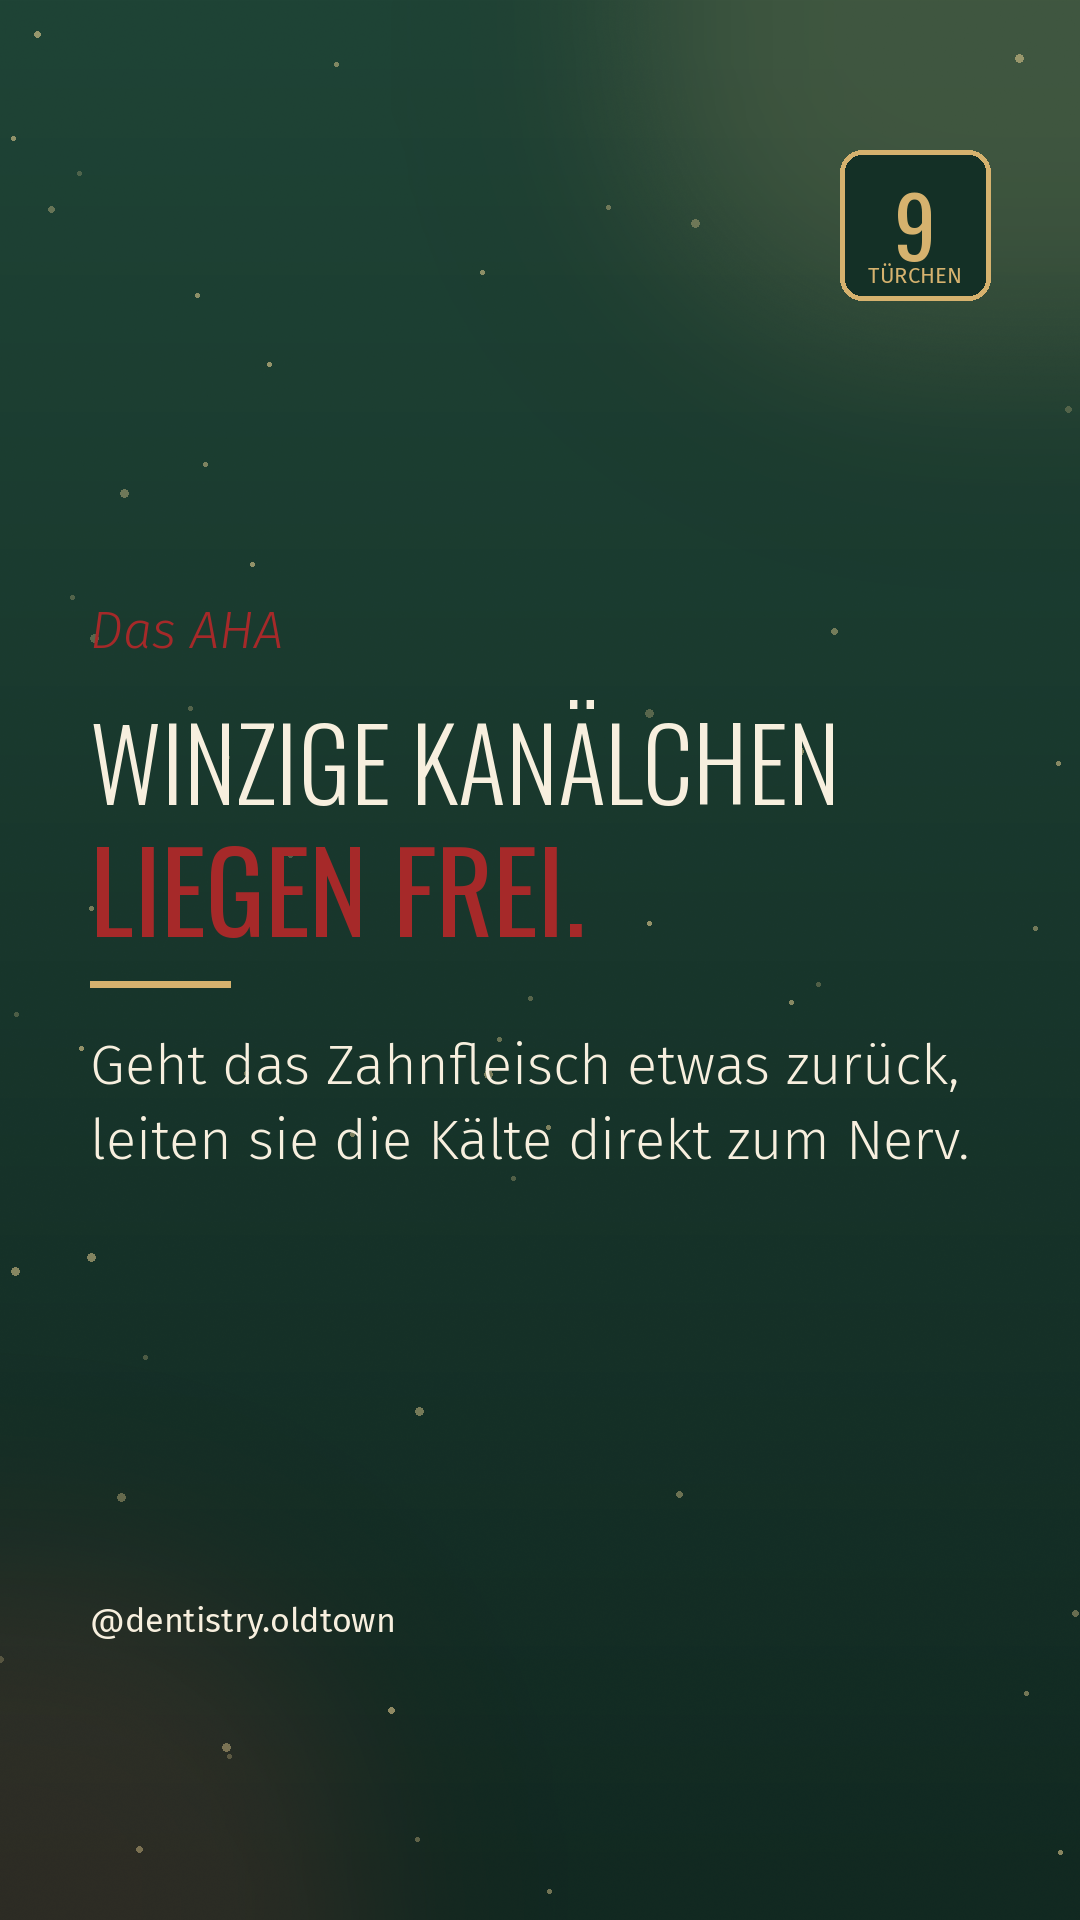 9
TÜRCHEN
Das AHA
WINZIGE KANÄLCHEN
LIEGEN FREI.
Geht das Zahnfleisch etwas zurück,
leiten sie die Kälte direkt zum Nerv.
@dentistry.oldtown